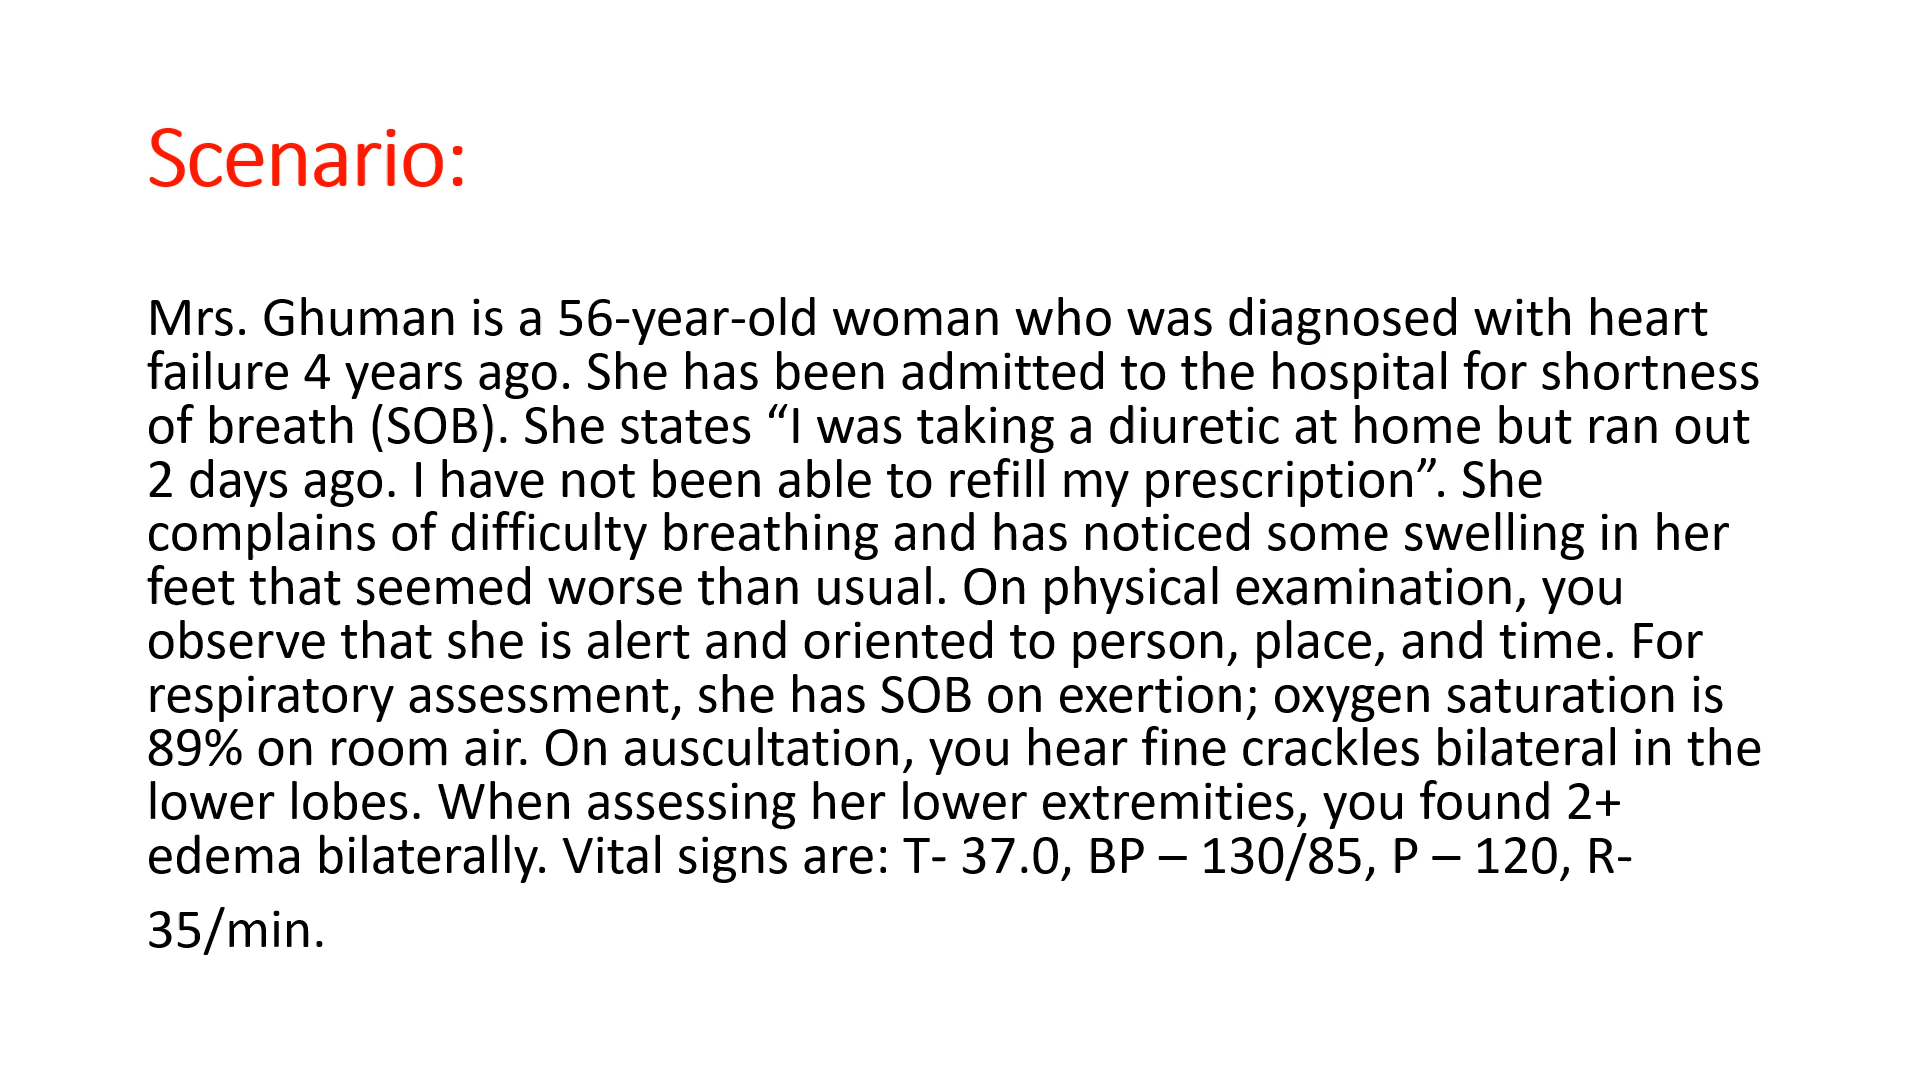 Scenario:
Mrs. Ghuman is a 56-year-old woman who was diagnosed with heart
failure 4 years ago. She has been admitted to the hospital for shortness
of breath (SOB). She states “I was taking a diuretic at home but ran out
2 days ago. I have not been able to refill my prescription”. She
complains of difficulty breathing and has noticed some swelling in her
feet that seemed worse than usual. On physical examination, you
observe that she is alert and oriented to person, place, and time. For
respiratory assessment, she has SOB on exertion; oxygen saturation is
89% on room air. On auscultation, you hear fine crackles bilateral in the
lower lobes. When assessing her lower extremities, you found 2+
edema bilaterally. Vital signs are: T- 37.0, BP – 130/85, P – 120, R-
35/min.